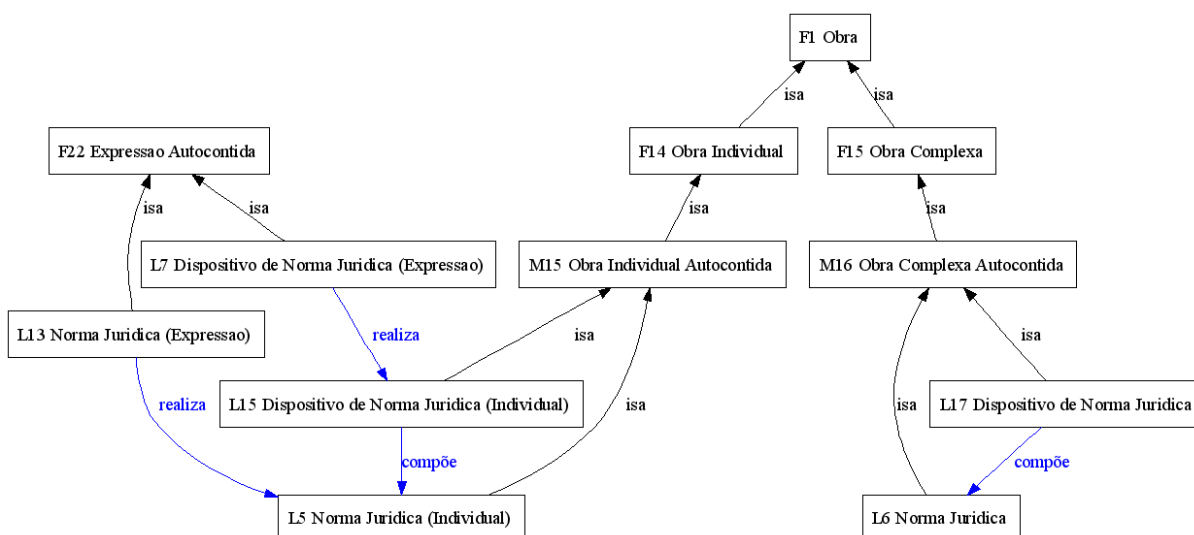 F1 Obra
isa
isa
F22 Expressao Autocontida
F14 Obra Individual
F15 Obra Complexa
isa
isa
isa
isa
L7 Dispositivo de Norma Juridica (Expressao)
M15 Obra Individual Autocontida
M16 Obra Complexa Autocontida
L13 Norma Juridica (Expressao)
realiza
isa
isa
L15 Dispositivo de Norma Juridica (Individual)
L17 Dispositivo de Norma Juridica
realiza
isa
isa
compõe
compõe
L5 Norma Juridica (Individual)
L6 Norma Juridica